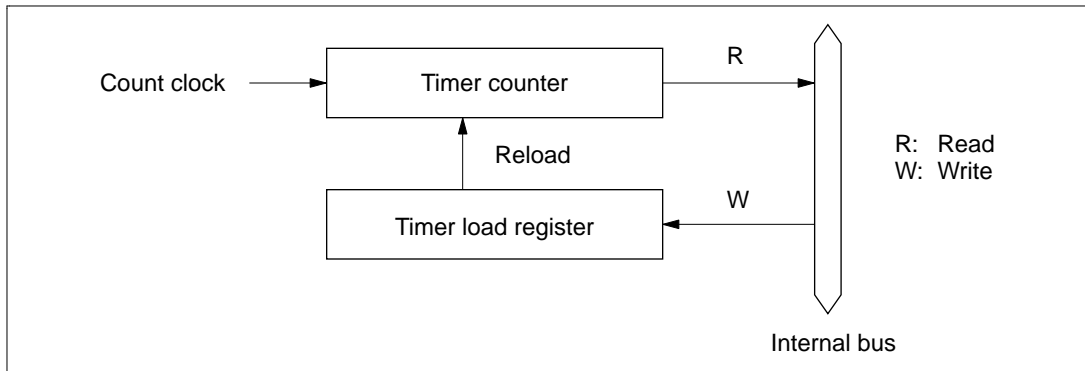 R
Count clock
Timer counter
Reload
R: Read
W: Write
W
Timer load register
Internal bus